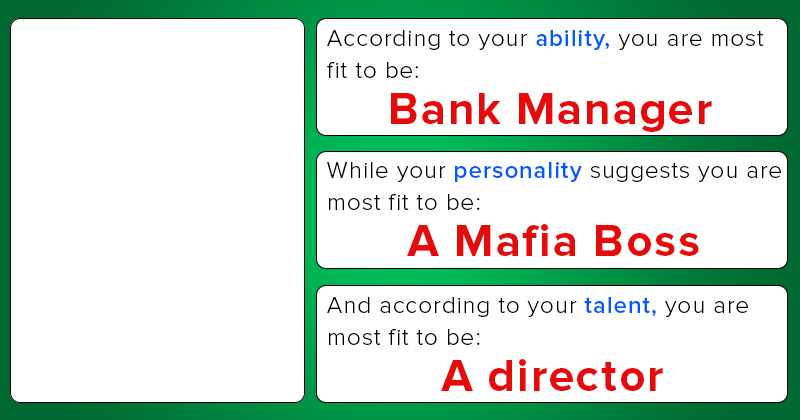 According to your ability, you are most
fit to be:
Bank Manager
While your personality suggests you are
most fit to be:
A Mafia Boss
And according to your talent, you are
most fit to be:
A director